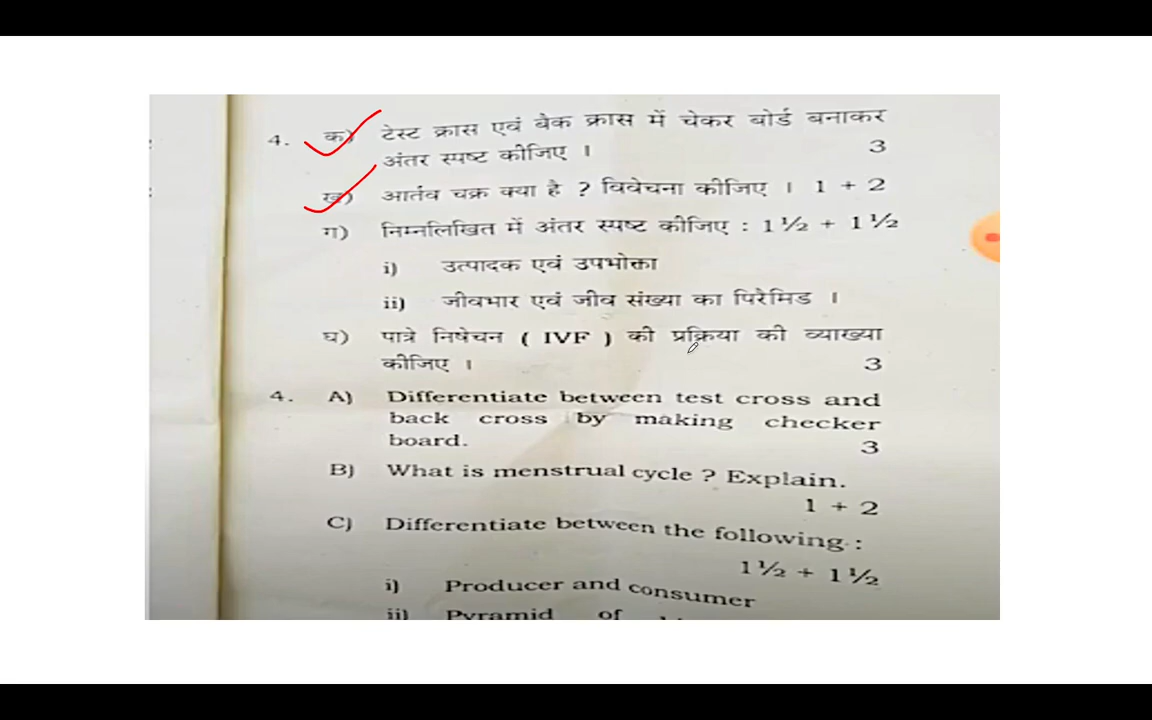 4. क) टेस्ट क्रास एवं बैक क्रास में चेकर बोर्ड बनाकर
अंतर स्पष्ट कीजिए । 3
ख) आर्तव चक्र क्या है ? विवेचना कीजिए । 1 + 2
ग) निम्नलिखित में अंतर स्पष्ट कीजिए : 1½ + 1½
i) उत्पादक एवं उपभोक्ता
ii) जीवभार एवं जीव संख्या का पिरैमिड ।
घ) पात्रे निषेचन ( IVF ) की प्रक्रिया की व्याख्या
कीजिए । 3
4. A) Differentiate between test cross and
back cross by making checker
board. 3
B) What is menstrual cycle ? Explain.
1 + 2
C) Differentiate between the following :
1½ + 1½
i) Producer and consumer
ii) Pyramid of